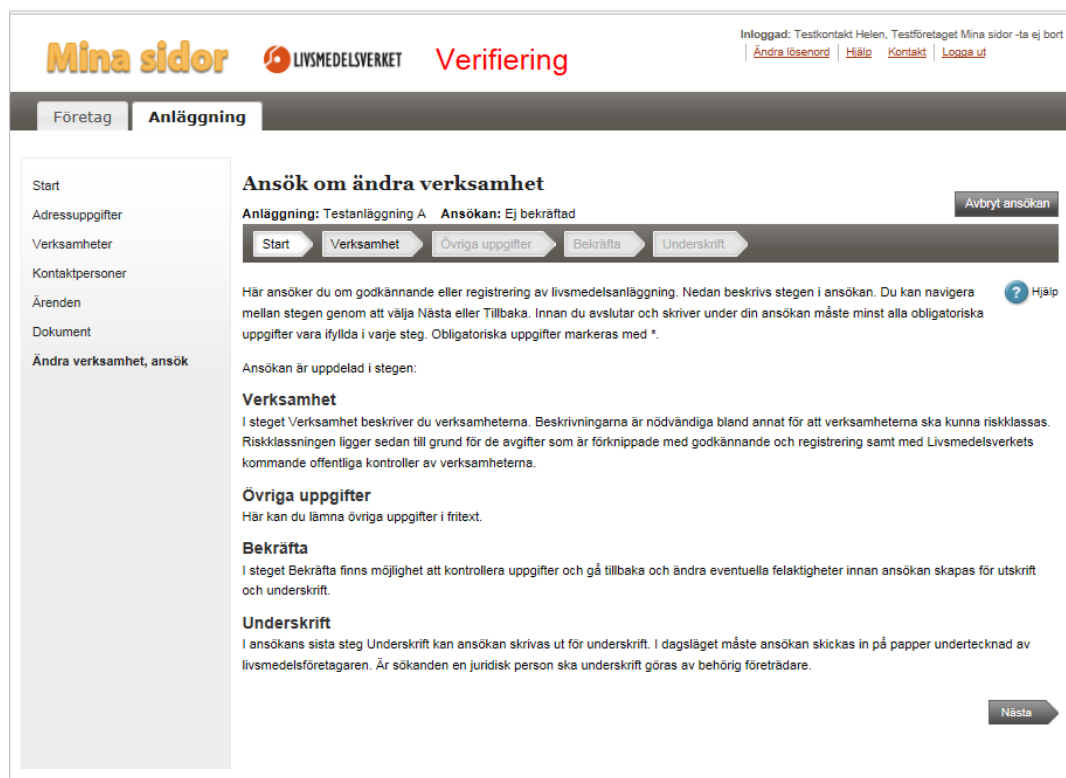 Inloggad: Testkontakt Helen, Testföretaget Mina sidor -ta ej bort
Mina sidor LIVSMEDELSVERKET Verifiering
Ändra lösenord Hjälp Kontakt Logga ut
Företag Anläggning
Start
Adressuppgifter
Verksamheter
Kontaktpersoner
Ärenden
Dokument
Ändra verksamhet, ansök
Ansök om ändra verksamhet
Avbryt ansökan
Anläggning: Testanläggning A Ansökan: Ej bekräftad
Start Verksamhet Övriga uppgifter Bekräfta Underskrift
Här ansöker du om godkännande eller registrering av livsmedelsanläggning. Nedan beskrivs stegen i ansökan. Du kan navigera
mellan stegen genom att välja Nästa eller Tillbaka. Innan du avslutar och skriver under din ansökan måste minst alla obligatoriska
uppgifter vara ifyllda i varje steg. Obligatoriska uppgifter markeras med *.
? Hjälp
Ansökan är uppdelad i stegen:
Verksamhet
I steget Verksamhet beskriver du verksamheterna. Beskrivningarna är nödvändiga bland annat för att verksamheterna ska kunna riskklassas.
Riskklassningen ligger sedan till grund för de avgifter som är förknippade med godkännande och registrering samt med Livsmedelsverkets
kommande offentliga kontroller av verksamheterna.
Övriga uppgifter
Här kan du lämna övriga uppgifter i fritext.
Bekräfta
I steget Bekräfta finns möjlighet att kontrollera uppgifter och gå tillbaka och ändra eventuella felaktigheter innan ansökan skapas för utskrift
och underskrift.
Underskrift
I ansökans sista steg Underskrift kan ansökan skrivas ut för underskrift. I dagsläget måste ansökan skickas in på papper undertecknad av
livsmedelsföretagaren. Är sökanden en juridisk person ska underskrift göras av behörig företrädare.
Nästa